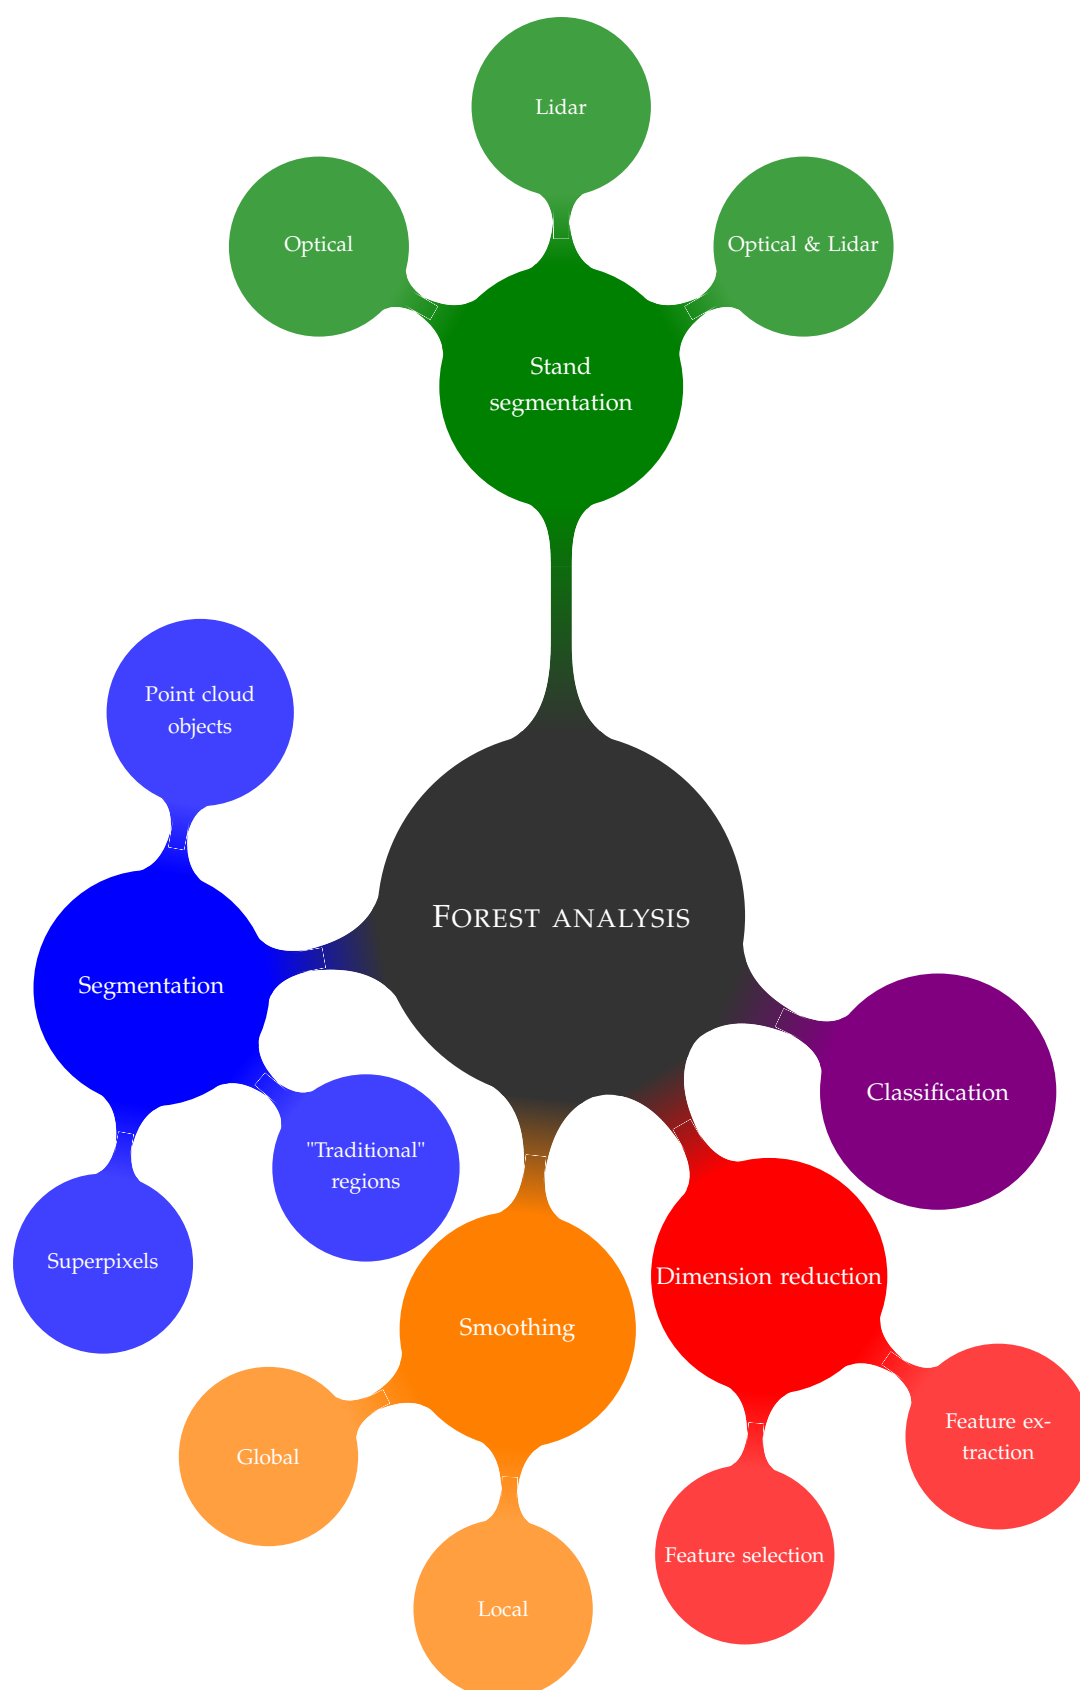 Lidar
Optical
Optical & Lidar
Stand
segmentation
Point cloud
objects
FOREST ANALYSIS
Segmentation
Classification
"Traditional"
regions
Superpixels
Dimension reduction
Smoothing
Feature ex-
traction
Global
Feature selection
Local